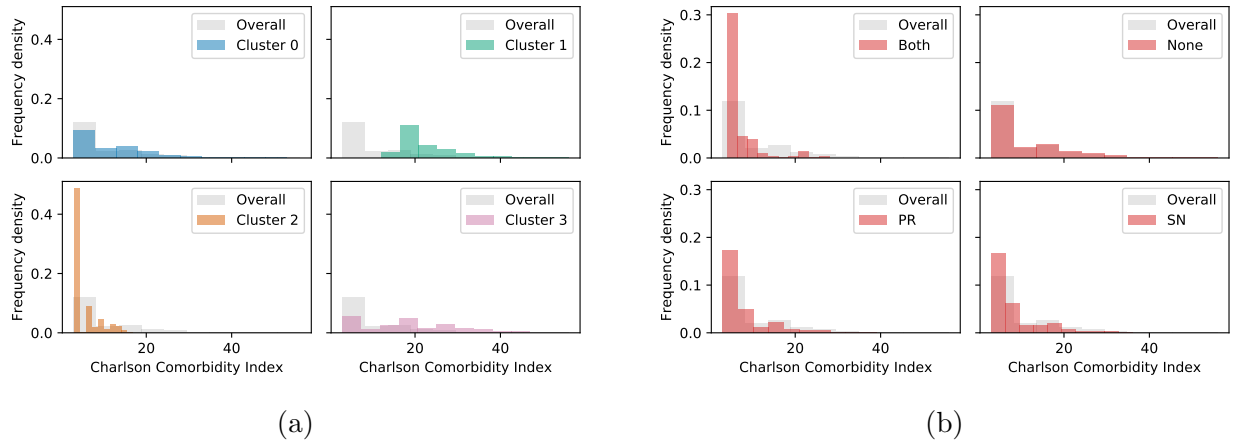 Frequency density
0.4
0.2
0.0
Overall
Cluster 0
Overall
Cluster 1
Frequency density
0.4
0.2
0.0
20
40
Charlson Comorbidity Index
Overall
Cluster 2
20
40
Charlson Comorbidity Index
Overall
Cluster 3
(a)
Frequency density
0.3
0.2
0.1
0.0
Overall
Both
Overall
None
Frequency density
0.3
0.2
0.1
0.0
20
40
Charlson Comorbidity Index
Overall
PR
20
40
Charlson Comorbidity Index
Overall
SN
(b)